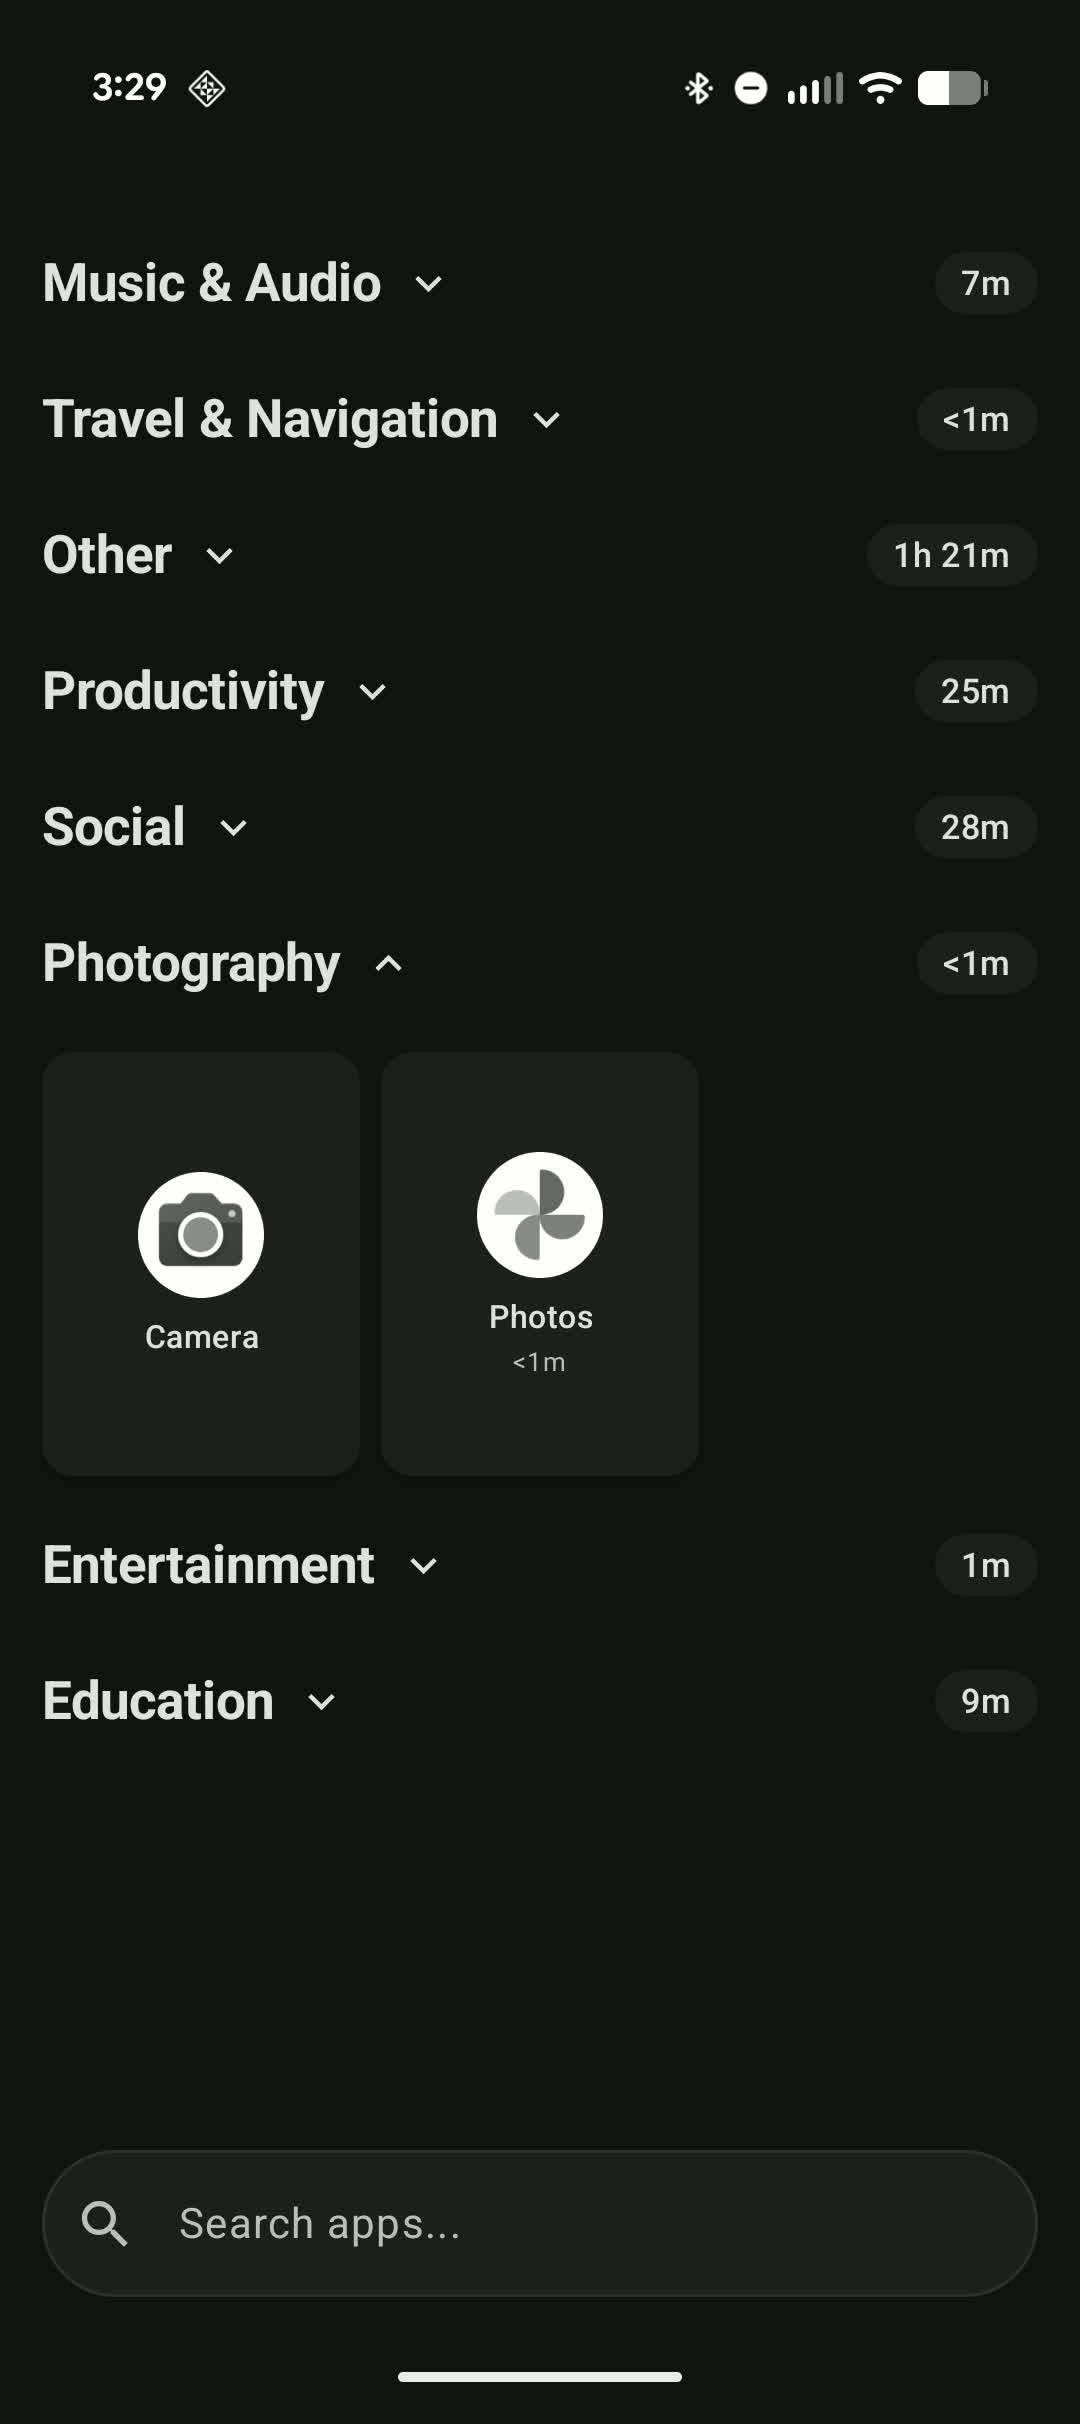 3:29
Music & Audio 7m
Travel & Navigation <1m
Other 1h 21m
Productivity 25m
Social 28m
Photography <1m
Camera
Photos
<1m
Entertainment 1m
Education 9m
Search apps...